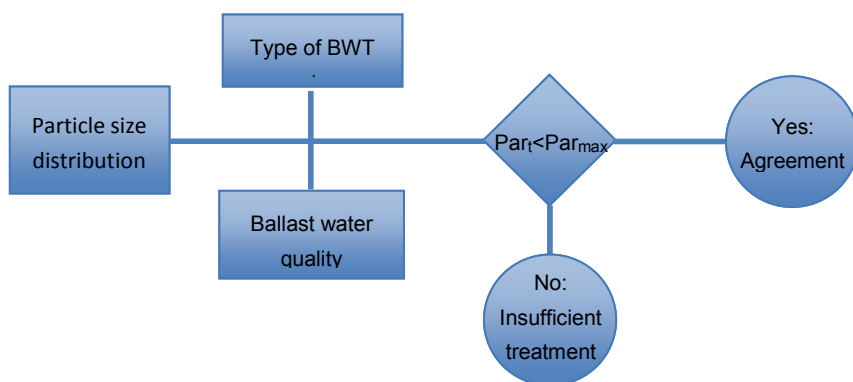 Type of BWT
.
Particle size
distribution
Ballast water
quality
Parₜ<Parₘₐₓ
Yes:
Agreement
No:
Insufficient
treatment